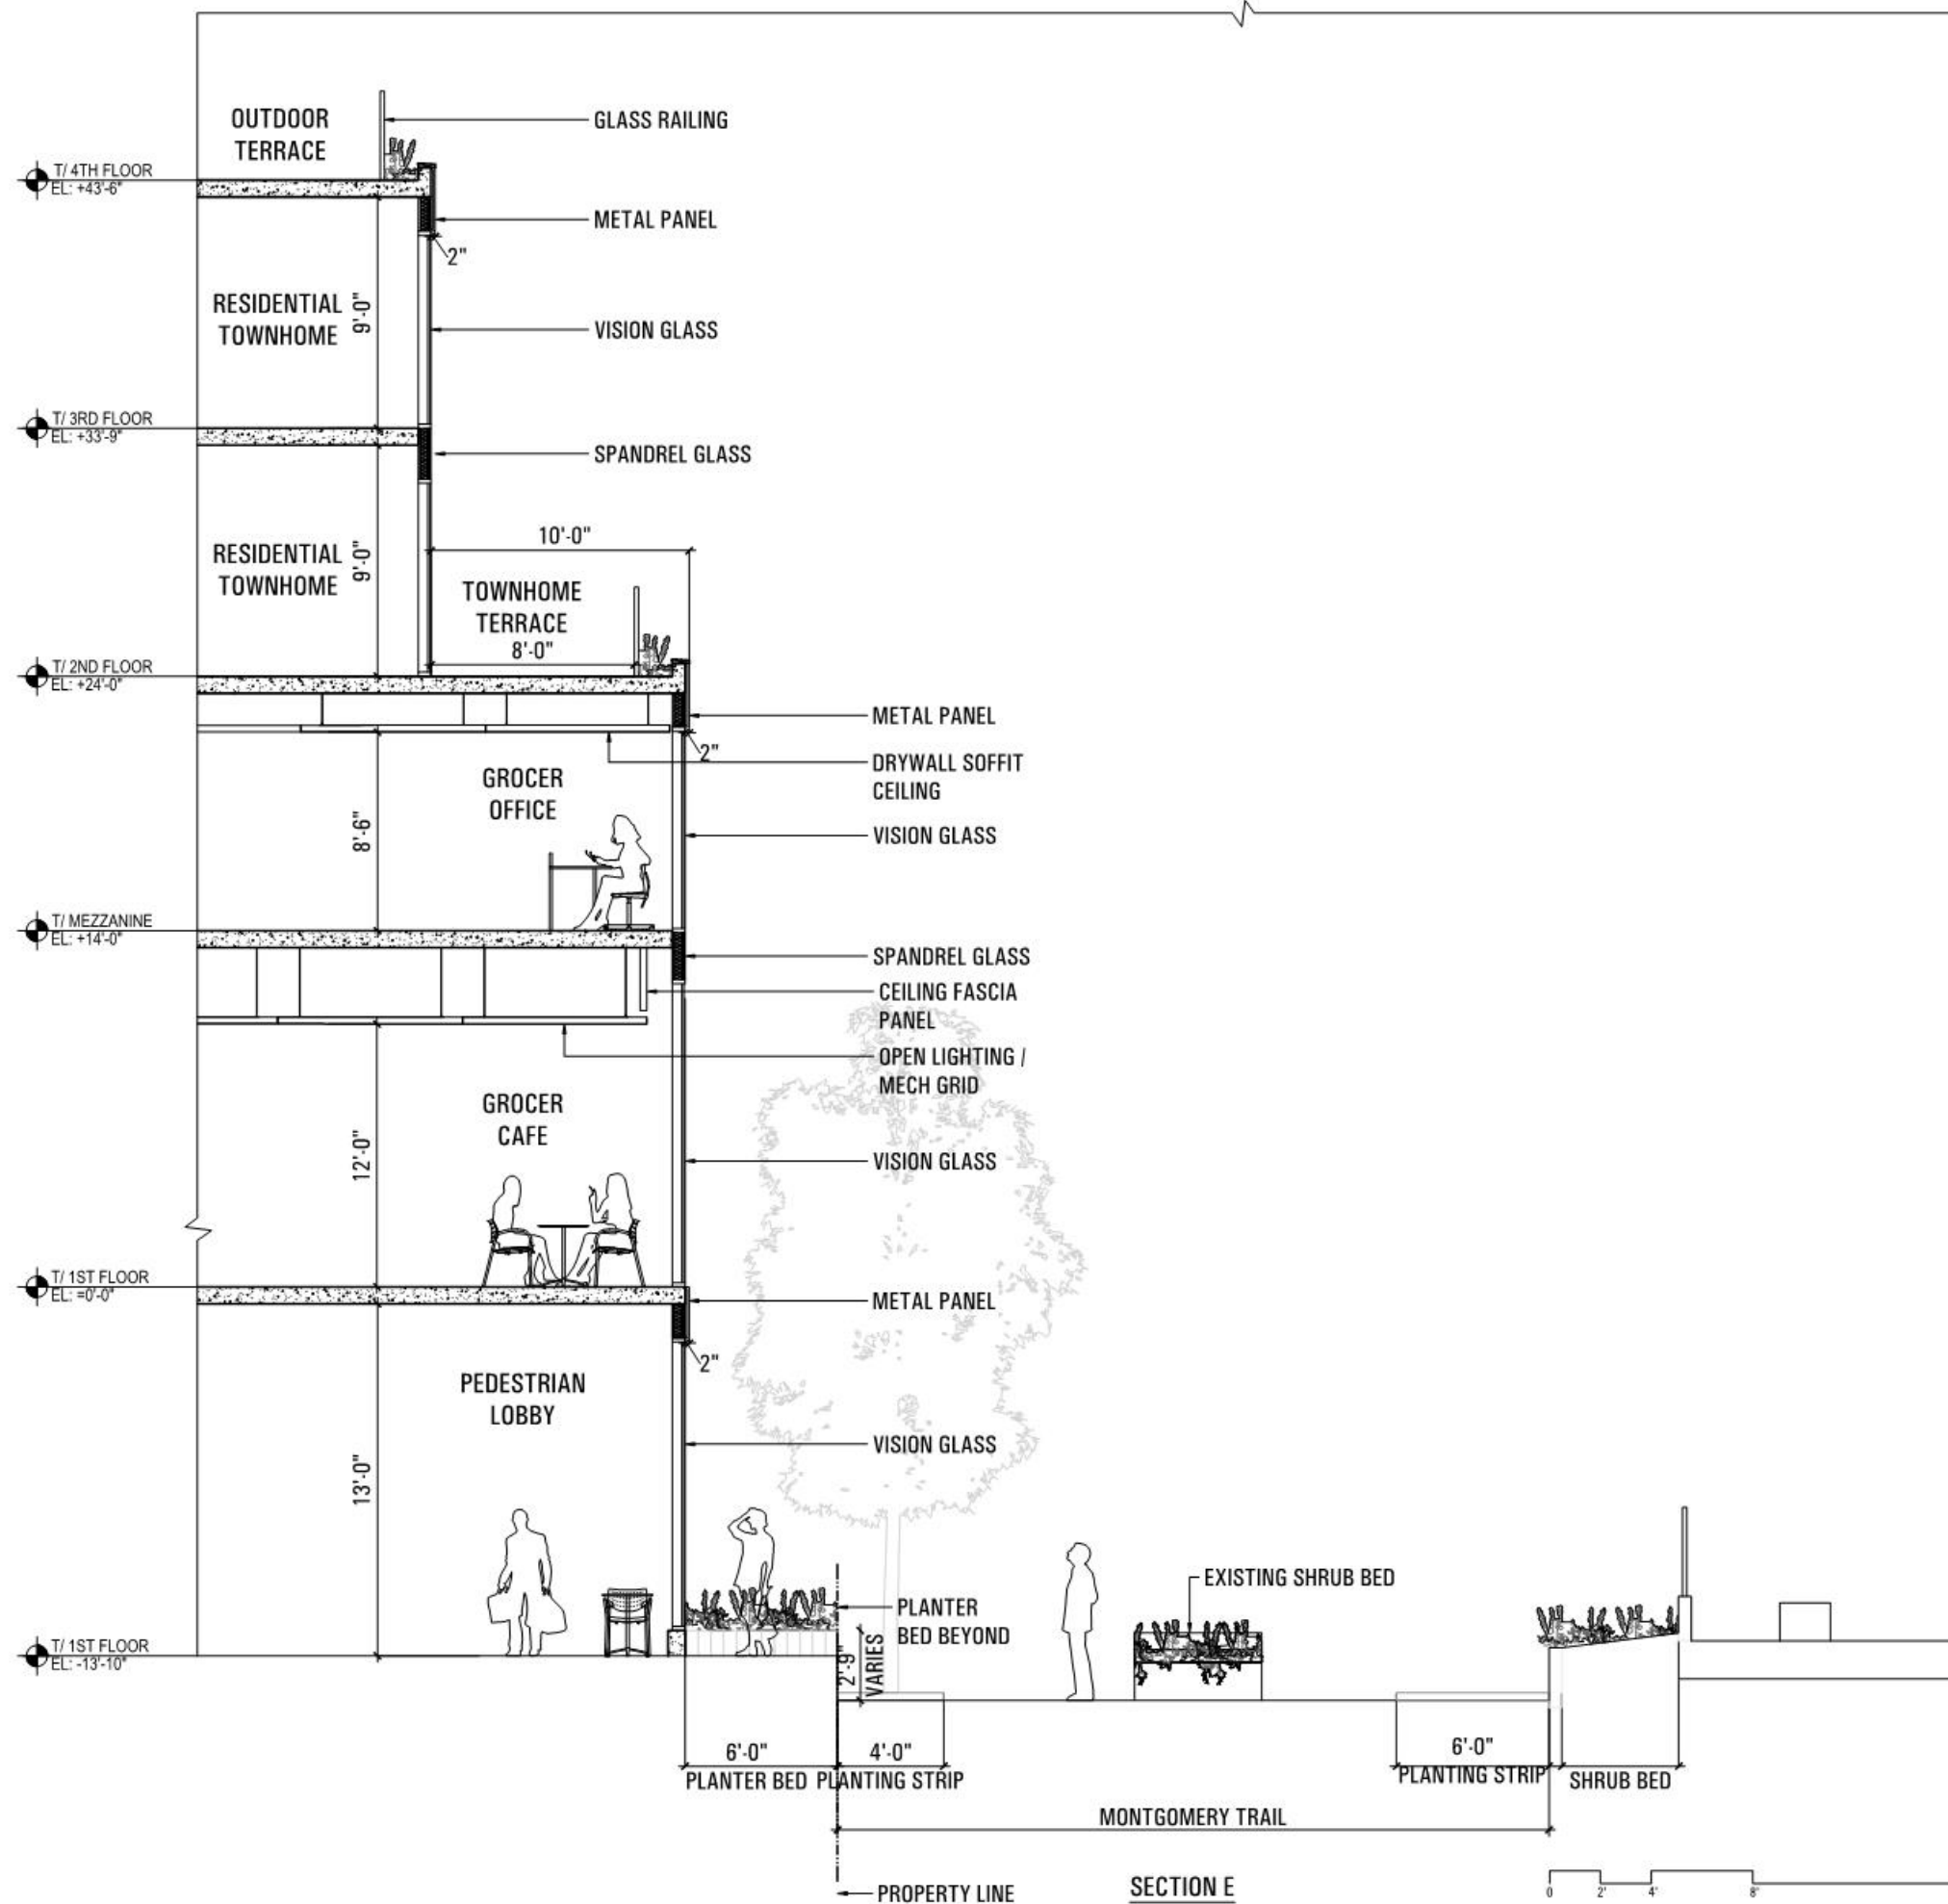 OUTDOOR
TERRACE
GLASS RAILING
T/ 4TH FLOOR
EL: +43'-6"
METAL PANEL
2"
RESIDENTIAL
TOWNHOME
9'-0"
VISION GLASS
T/ 3RD FLOOR
EL: +33'-9"
SPANDREL GLASS
10'-0"
RESIDENTIAL
TOWNHOME
9'-0"
TOWNHOME
TERRACE
8'-0"
T/ 2ND FLOOR
EL: +24'-0"
METAL PANEL
2"
DRYWALL SOFFIT
CEILING
GROCER
OFFICE
8'-6"
VISION GLASS
T/ MEZZANINE
EL: +14'-0"
SPANDREL GLASS
CEILING FASCIA
PANEL
OPEN LIGHTING /
MECH GRID
GROCER
CAFE
12'-0"
VISION GLASS
T/ 1ST FLOOR
EL: =0'-0"
METAL PANEL
2"
PEDESTRIAN
LOBBY
13'-0"
VISION GLASS
EXISTING SHRUB BED
PLANTER
BED BEYOND
2'-9"
VARIES
T/ 1ST FLOOR
EL: -13'-10"
6'-0"
4'-0"
6'-0"
PLANTER BED
PLANTING STRIP
PLANTING STRIP
SHRUB BED
MONTGOMERY TRAIL
PROPERTY LINE
SECTION E
0 2' 4' 8'